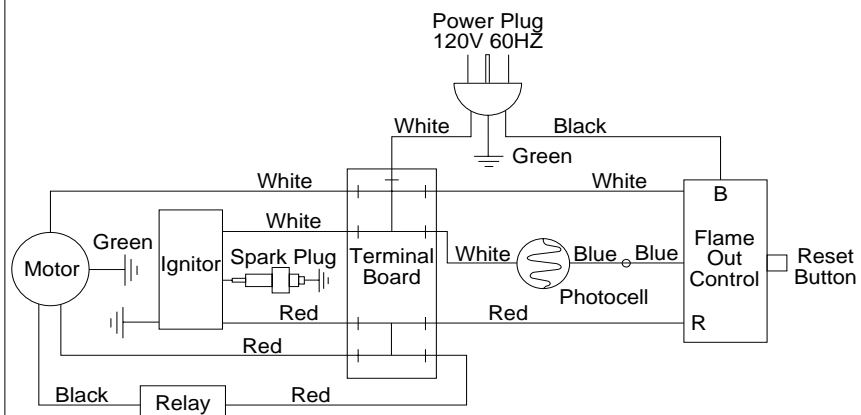 Power Plug
120V 60HZ
White
Black
Green
White
White
B
White
Green
Motor
Ignitor
Spark Plug
Terminal
Board
White
Blue
Blue
Photocell
Flame
Out
Control
Reset
Button
Red
Red
R
Red
Black
Relay
Red